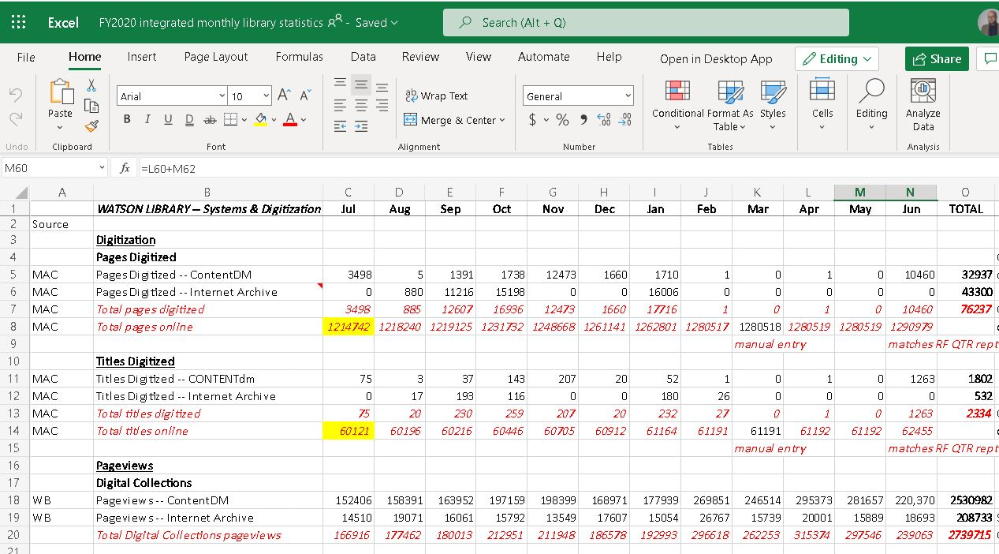 Excel FY2020 integrated monthly library statistics - Saved Search (Alt + Q)
File Home Insert Page Layout Formulas Data Review View Automate Help Open in Desktop App Editing Share
Arial 10 ab Wrap Text General Conditional Format As Styles Cells Editing Analyze
Paste B I U D ab A Merge & Center $ % Table Data
Undo Clipboard Font Alignment Number Tables Analysis
M60 fx =L60+M62
A B C D E F G H I J K L M N O
1 WATSON LIBRARY – Systems & Digitization Jul Aug Sep Oct Nov Dec Jan Feb Mar Apr May Jun TOTAL
2 Source
3 Digitization
4 Pages Digitized
5 MAC Pages Digitized -- ContentDM 3498 5 1391 1738 12473 1660 1710 1 0 1 0 10460 32937
6 MAC Pages Digitized -- Internet Archive 0 880 11216 15198 0 0 16006 0 0 0 0 0 43300
7 MAC Total pages digitized 3498 885 12607 16936 12473 1660 17716 1 0 1 0 10460 76237
8 MAC Total pages online 1214742 1218240 1219125 1231732 1248668 1261141 1262801 1280517 1280518 1280519 1280519 1290979
9 manual entry matches RF QTR rept
10 Titles Digitized
11 MAC Titles Digitized -- CONTENTdm 75 3 37 143 207 20 52 1 0 1 0 1263 1802
12 MAC Titles Digitized -- Internet Archive 0 17 193 116 0 0 180 26 0 0 0 0 532
13 MAC Total titles digitized 75 20 230 259 207 20 232 27 0 1 0 1263 2334
14 MAC Total titles online 60121 60196 60216 60446 60705 60912 61164 61191 61191 61192 61192 62455
15 manual entry matches RF QTR rept
16 Pageviews
17 Digital Collections
18 WB Pageviews -- ContentDM 152406 158391 163952 197159 198399 168971 177939 269851 246514 295373 281657 220,370 2530982
19 WB Pageviews -- Internet Archive 14510 19071 16061 15792 13549 17607 15054 26767 15739 20001 15889 18693 208733
20 Total Digital Collections pageviews 166916 177462 180013 212951 211948 186578 192993 296618 262253 315374 297546 239063 2739715
21